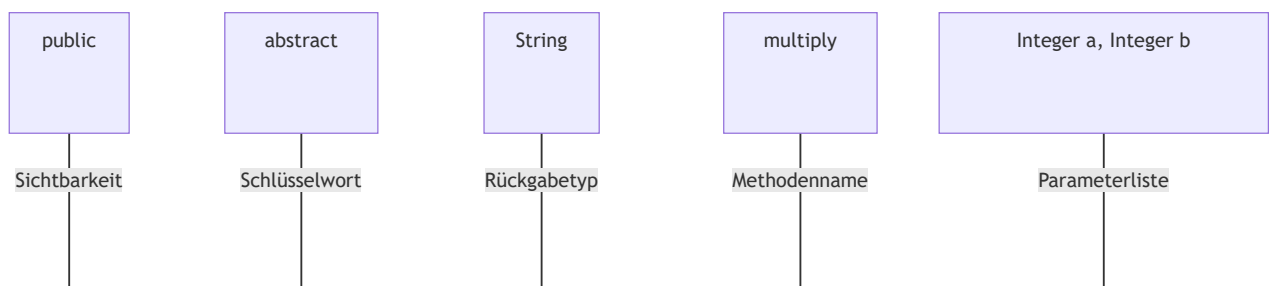 public abstract String multiply Integer a, Integer b
Sichtbarkeit Schlüsselwort Rückgabetyp Methodenname Parameterliste